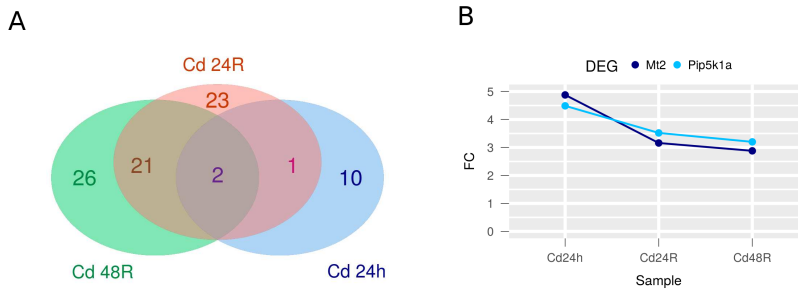 A
Cd 24R
23
26
21
2
1
10
Cd 48R
Cd 24h
B
DEG Mt2 Pip5k1a
5
4
3
2
1
0
FC
Cd24h Cd24R Cd48R
Sample